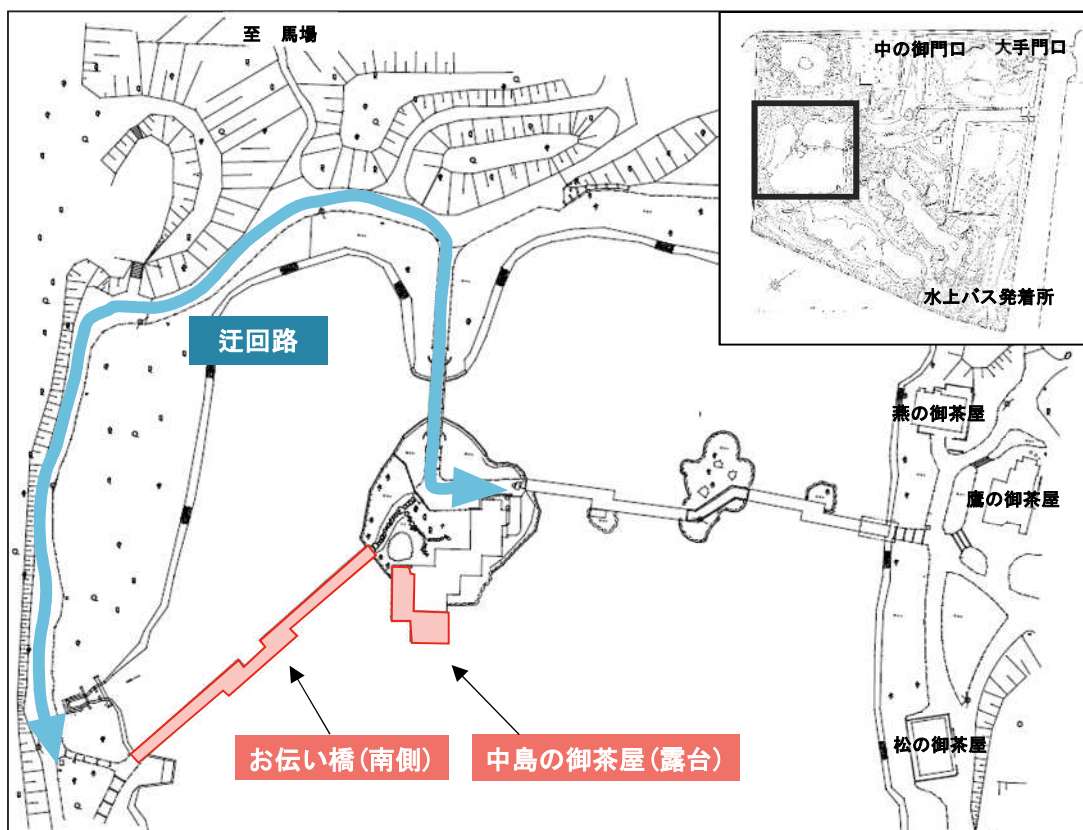 至　馬場
中の御門口
大手門口
水上バス発着所
迂回路
燕の御茶屋
鷹の御茶屋
松の御茶屋
お伝い橋（南側）
中島の御茶屋（露台）